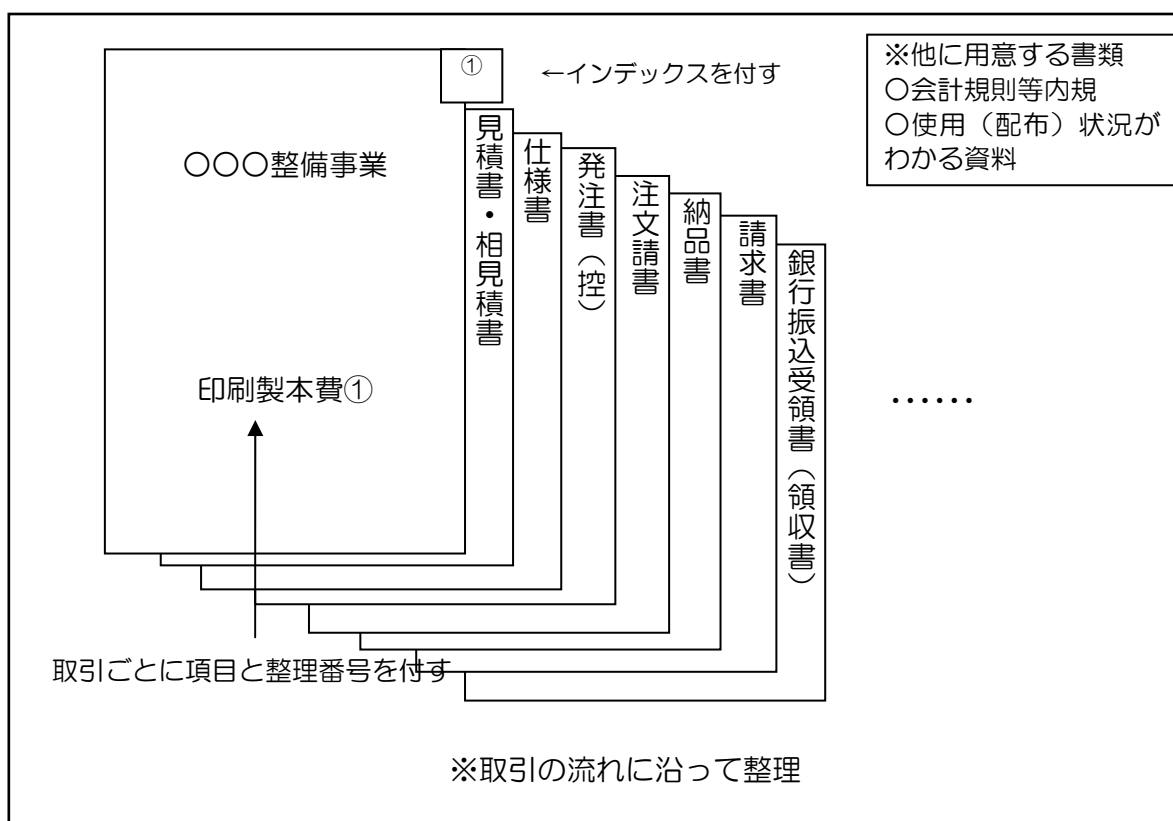 ①
←インデックスを付す
※他に用意する書類
〇会計規則等内規
〇使用（配布）状況が
わかる資料
〇〇〇整備事業
印刷製本費①
見積書・相見積書
仕様書
発注書（控）
注文請書
納品書
請求書
銀行振込受領書（領収書）
……
取引ごとに項目と整理番号を付す
※取引の流れに沿って整理